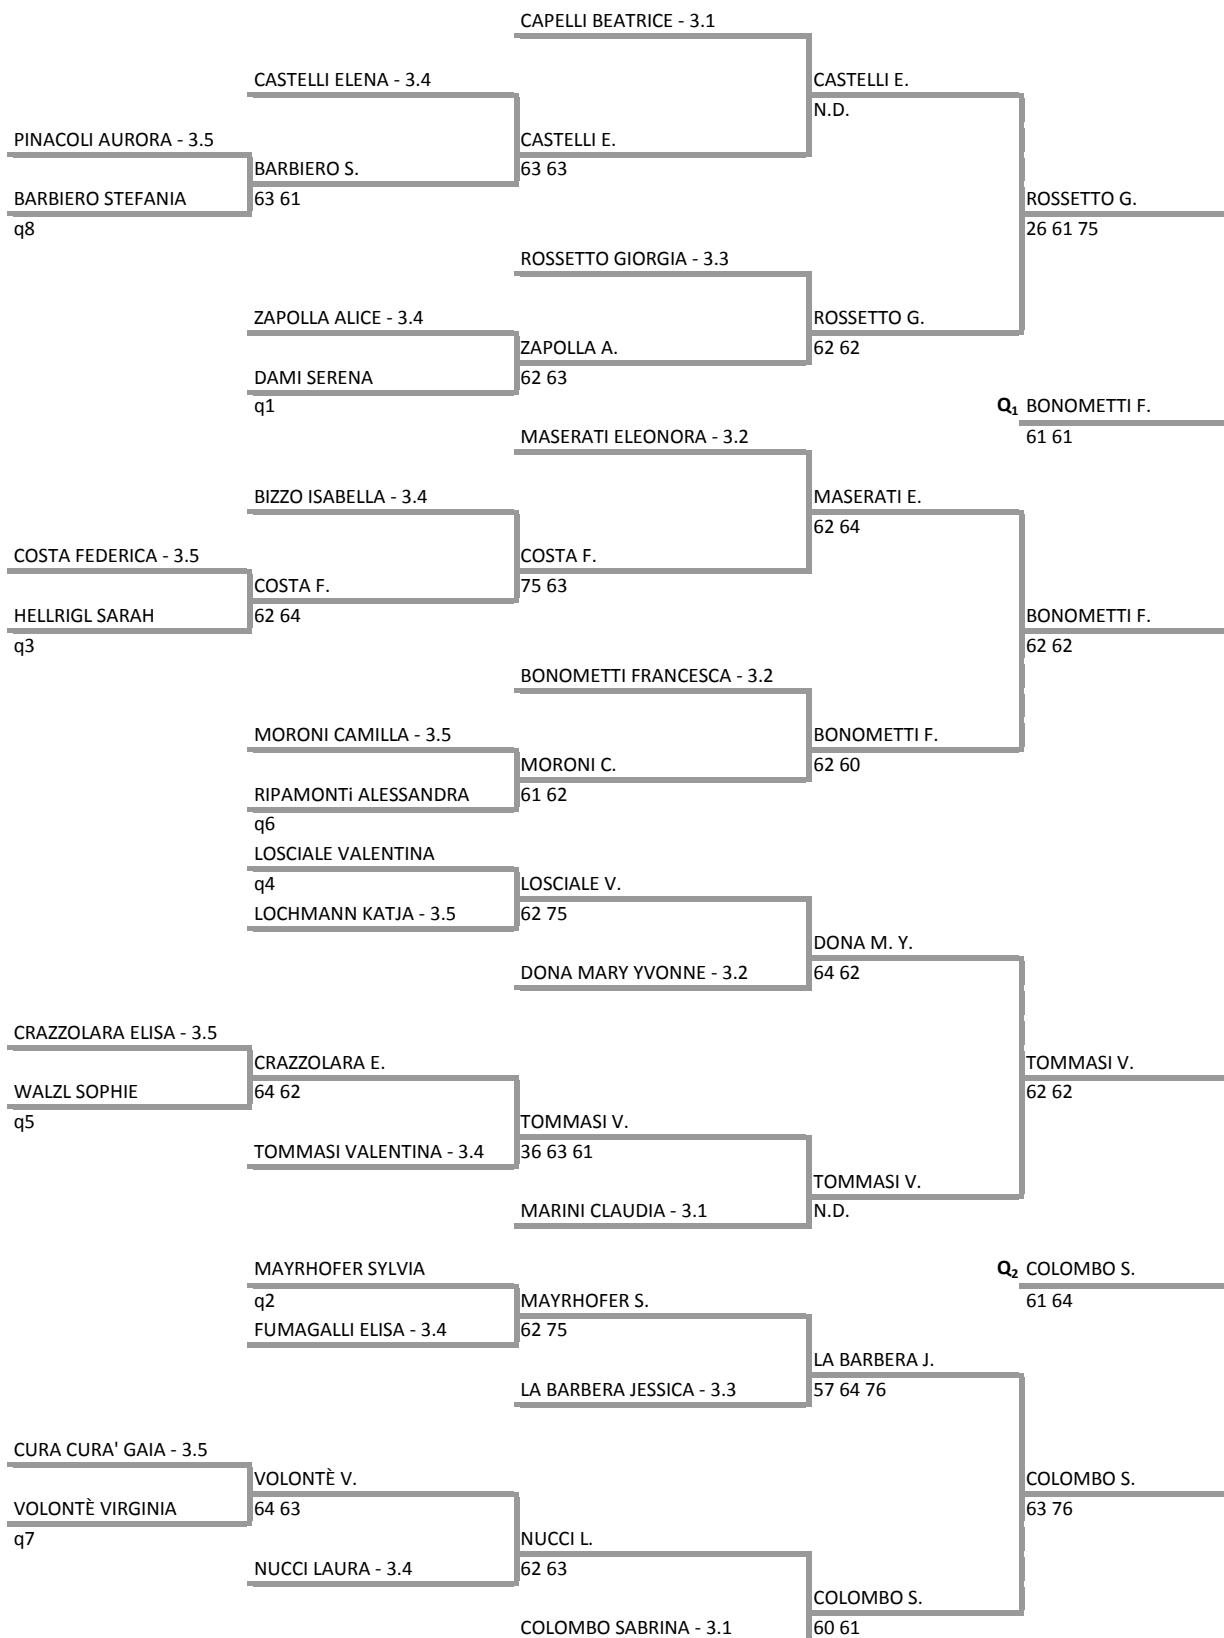 CAPELLI BEATRICE - 3.1
CASTELLI ELENA - 3.4
CASTELLI E.
N.D.
PINACOLI AURORA - 3.5
CASTELLI E.
BARBIERO S.
63 63
BARBIERO STEFANIA
63 61
ROSSETTO G.
q8
26 61 75
ROSSETTO GIORGIA - 3.3
ZAPOLLA ALICE - 3.4
ROSSETTO G.
ZAPOLLA A.
62 62
DAMI SERENA
62 63
q1
Q1 BONOMETTI F.
MASERATI ELEONORA - 3.2
61 61
BIZZO ISABELLA - 3.4
MASERATI E.
62 64
COSTA FEDERICA - 3.5
COSTA F.
COSTA F.
75 63
HELLRIGL SARAH
62 64
BONOMETTI F.
q3
62 62
BONOMETTI FRANCESCA - 3.2
MORONI CAMILLA - 3.5
BONOMETTI F.
MORONI C.
62 60
RIPAMONTi ALESSANDRA
61 62
q6
LOSCIALE VALENTINA
q4
LOSCIALE V.
LOCHMANN KATJA - 3.5
62 75
DONA M. Y.
DONA MARY YVONNE - 3.2
64 62
CRAZZOLARA ELISA - 3.5
CRAZZOLARA E.
TOMMASI V.
WALZL SOPHIE
64 62
62 62
q5
TOMMASI V.
TOMMASI VALENTINA - 3.4
36 63 61
TOMMASI V.
MARINI CLAUDIA - 3.1
N.D.
MAYRHOFER SYLVIA
Q2 COLOMBO S.
q2
MAYRHOFER S.
61 64
FUMAGALLI ELISA - 3.4
62 75
LA BARBERA J.
LA BARBERA JESSICA - 3.3
57 64 76
CURA CURA' GAIA - 3.5
VOLONTÈ V.
COLOMBO S.
VOLONTÈ VIRGINIA
64 63
63 76
q7
NUCCI L.
NUCCI LAURA - 3.4
62 63
COLOMBO S.
COLOMBO SABRINA - 3.1
60 61